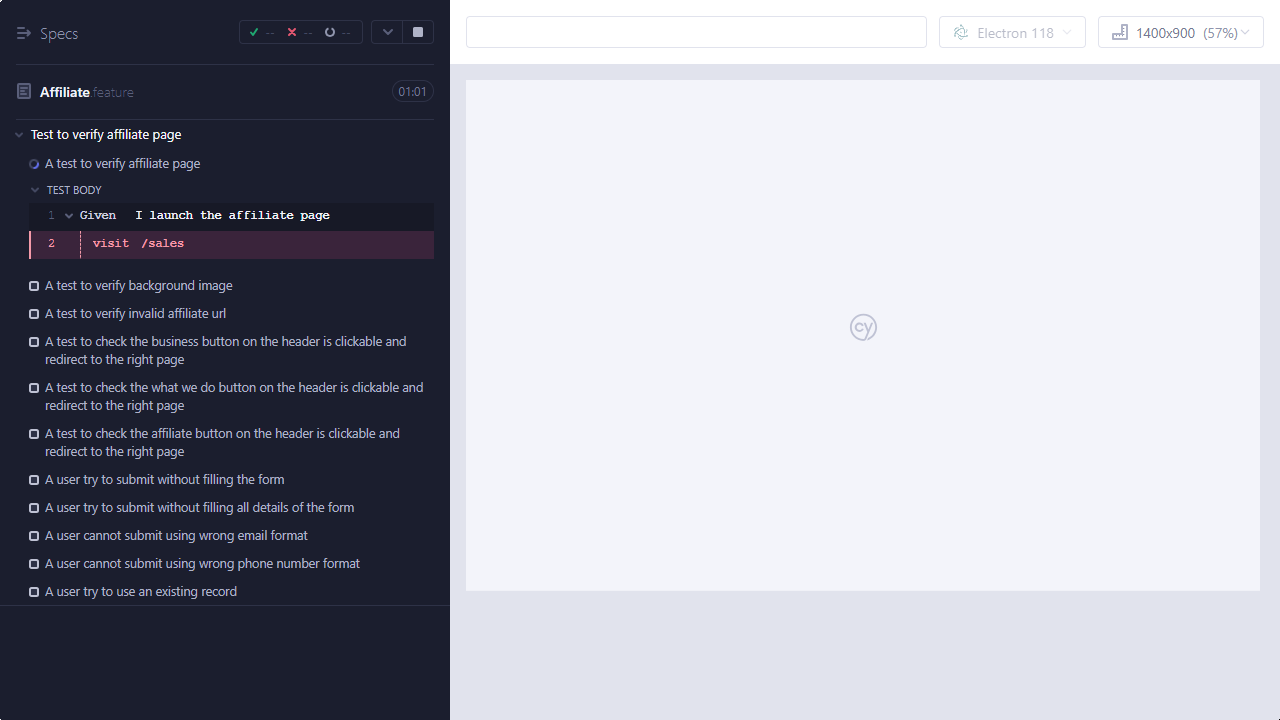 Specs
-- -- --
Electron 118
1400x900 (57%)
Affiliate.feature
01:01
Test to verify affiliate page
A test to verify affiliate page
TEST BODY
1 Given I launch the affiliate page
2 visit /sales
A test to verify background image
A test to verify invalid affiliate url
A test to check the business button on the header is clickable and
redirect to the right page
A test to check the what we do button on the header is clickable and
redirect to the right page
A test to check the affiliate button on the header is clickable and
redirect to the right page
A user try to submit without filling the form
A user try to submit without filling all details of the form
A user cannot submit using wrong email format
A user cannot submit using wrong phone number format
A user try to use an existing record
cy